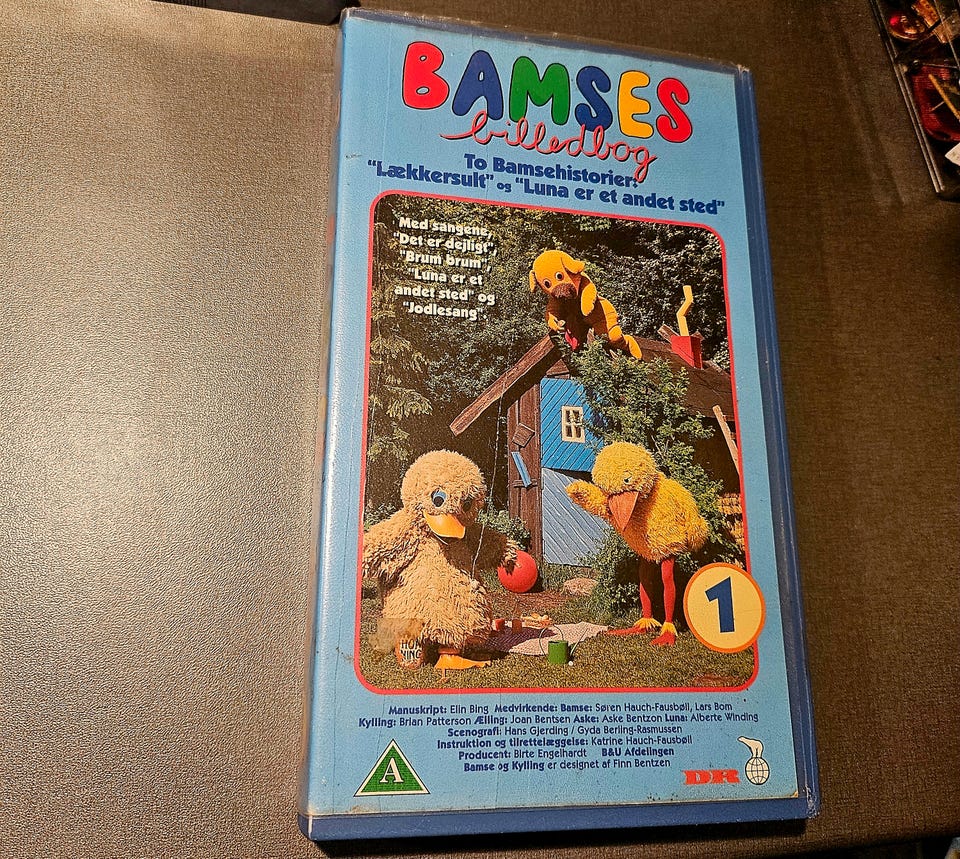 BAMSES
billedbog
To Bamsehistorier:
"Lækkersult" og "Luna er et andet sted"
Med sangene,
"Det er dejligt",
"Brum brum",
"Luna er et
andet sted" og
"Jodlesang"
1
Manuskript: Elin Bing Medvirkende: Bamse: Søren Hauch-Fausbøll, Lars Bom
Kylling: Brian Patterson Ælling: Joan Bentsen Aske: Aske Bentzon Luna: Alberte Winding
Scenografi: Hans Gjerding / Gyda Berling-Rasmussen
Instruktion og tilrettelæggelse: Katrine Hauch-Fausbøll
Producent: Birte Engelhardt B&U Afdelingen
Bamse og Kylling er designet af Finn Bentzen
A
DR